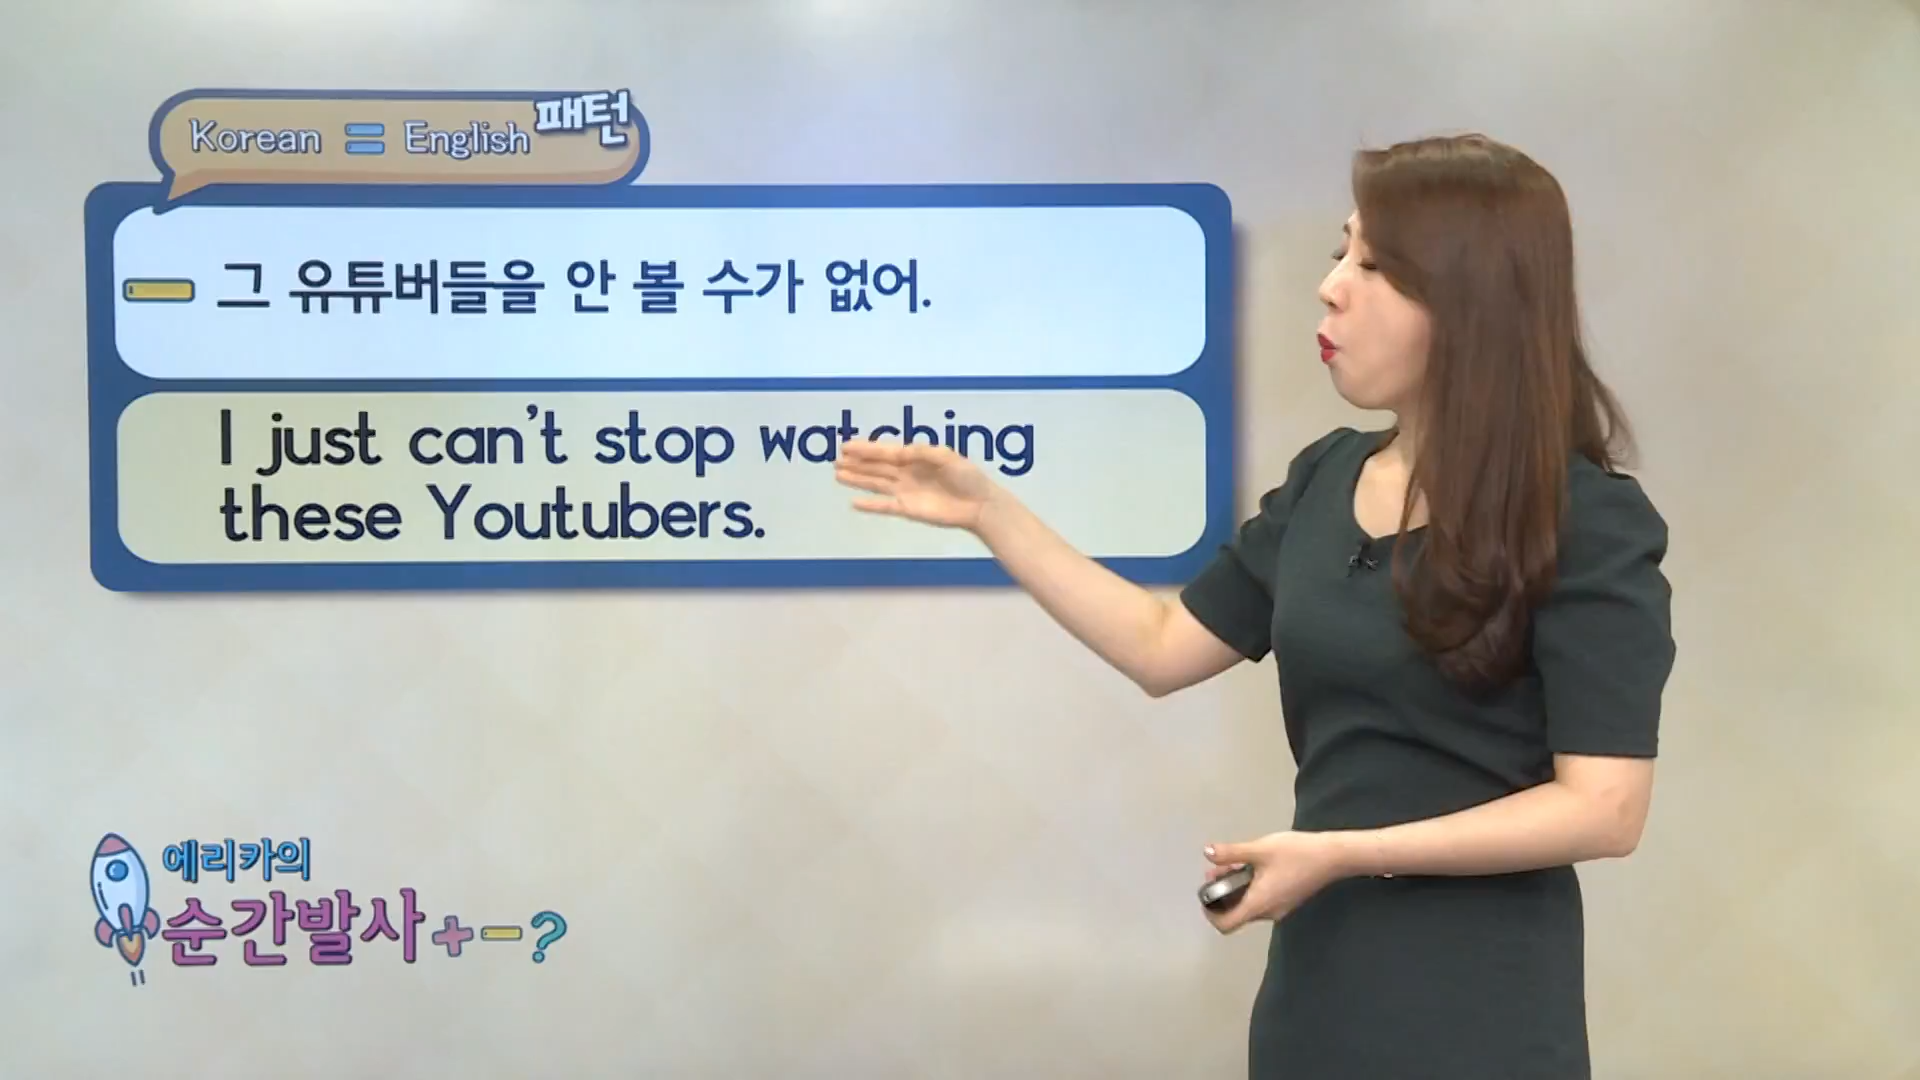 Korean = English 패턴
- 그 유튜버들을 안 볼 수가 없어.
I just can't stop watching
these Youtubers.
에리카의
순간발사+-?